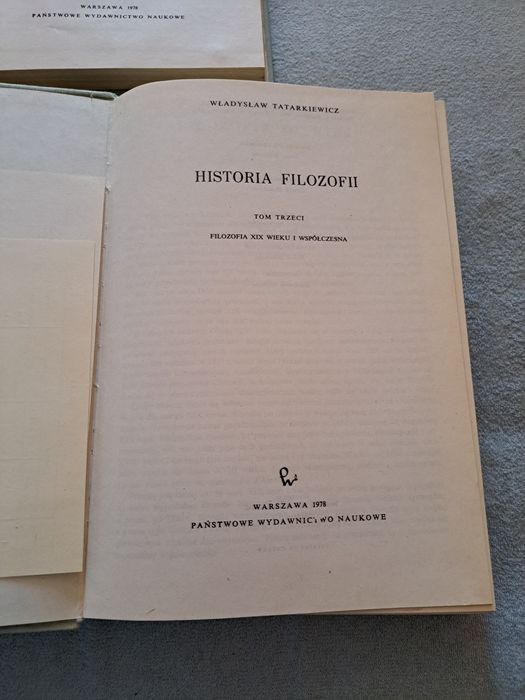 WARSZAWA 1978
PAŃSTWOWE WYDAWNICTWO NAUKOWE
WŁADYSŁAW TATARKIEWICZ
HISTORIA FILOZOFII
TOM TRZECI
FILOZOFIA XIX WIEKU I WSPÓŁCZESNA
WARSZAWA 1978
PAŃSTWOWE WYDAWNICTWO NAUKOWE